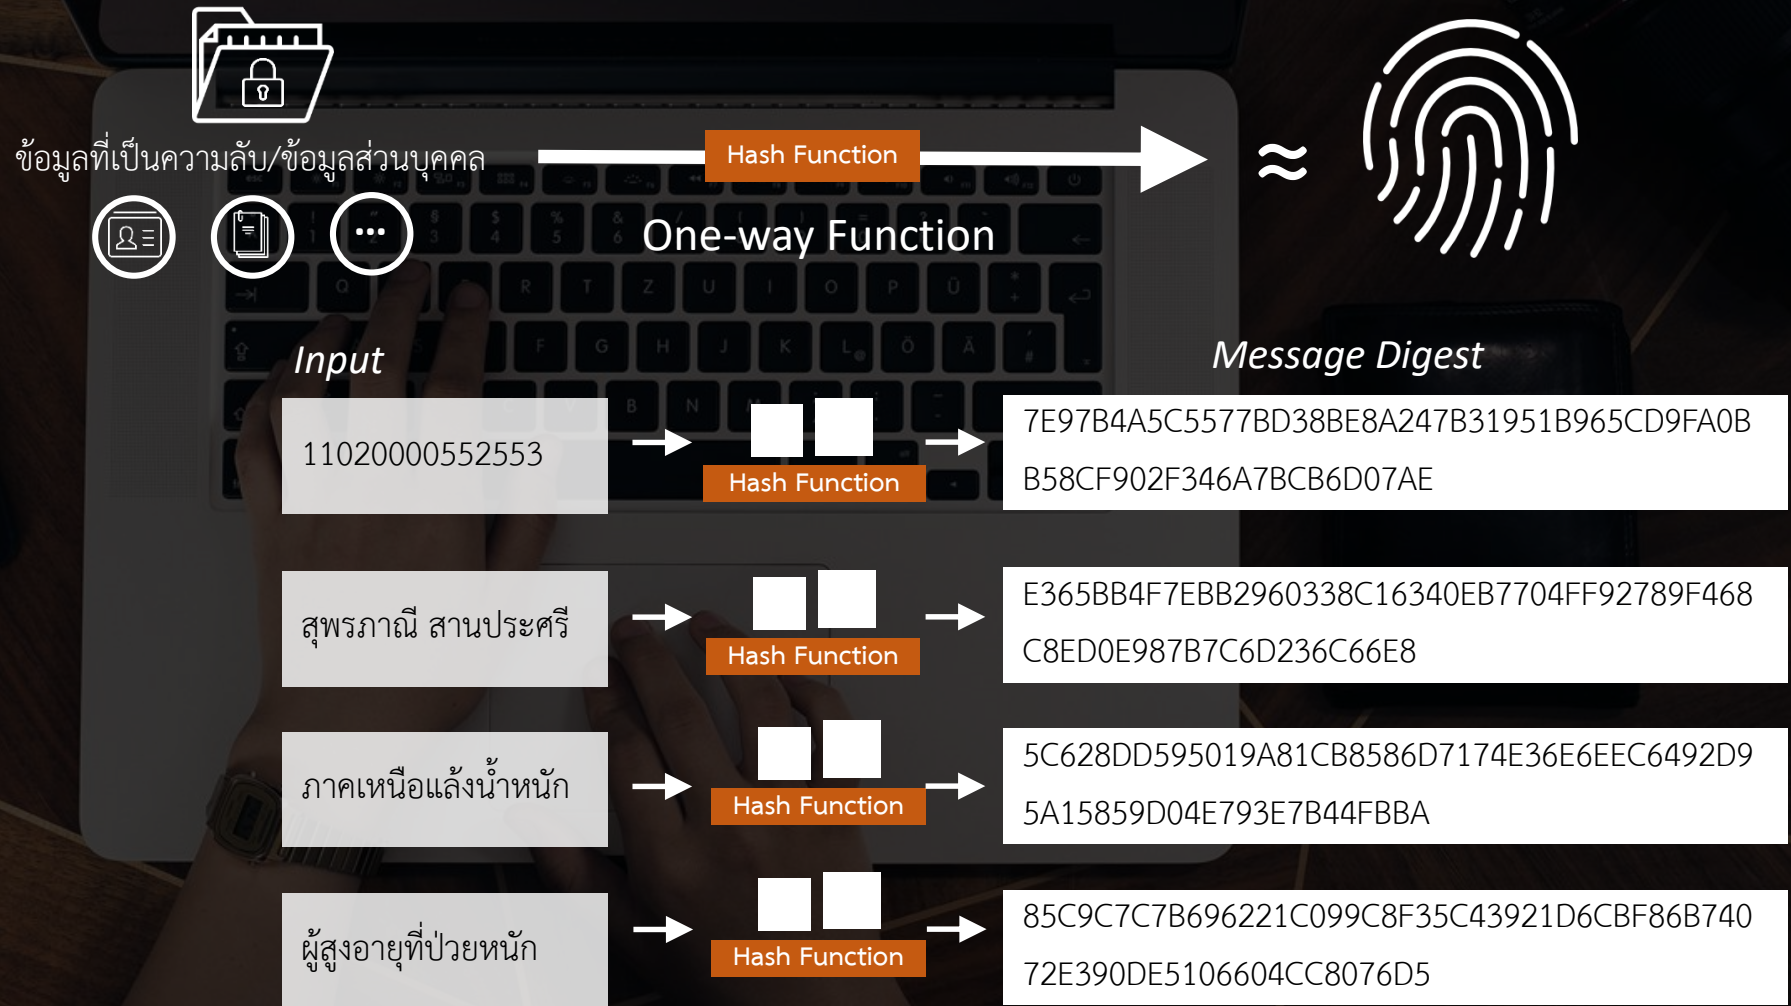 ข้อมูลที่เป็นความลับ/ข้อมูลส่วนบุคคล
Hash Function
≈
One-way Function
Input
Message Digest
11020000552553
Hash Function
7E97B4A5C5577BD38BE8A247B31951B965CD9FA0B
B58CF902F346A7BCB6D07AE
สุพรภาณี สานประศรี
Hash Function
E365BB4F7EBB2960338C16340EB7704FF92789F468
C8ED0E987B7C6D236C66E8
ภาคเหนือแล้งน้ำหนัก
Hash Function
5C628DD595019A81CB8586D7174E36E6EEC6492D9
5A15859D04E793E7B44FBBA
ผู้สูงอายุที่ป่วยหนัก
Hash Function
85C9C7C7B696221C099C8F35C43921D6CBF86B740
72E390DE5106604CC8076D5